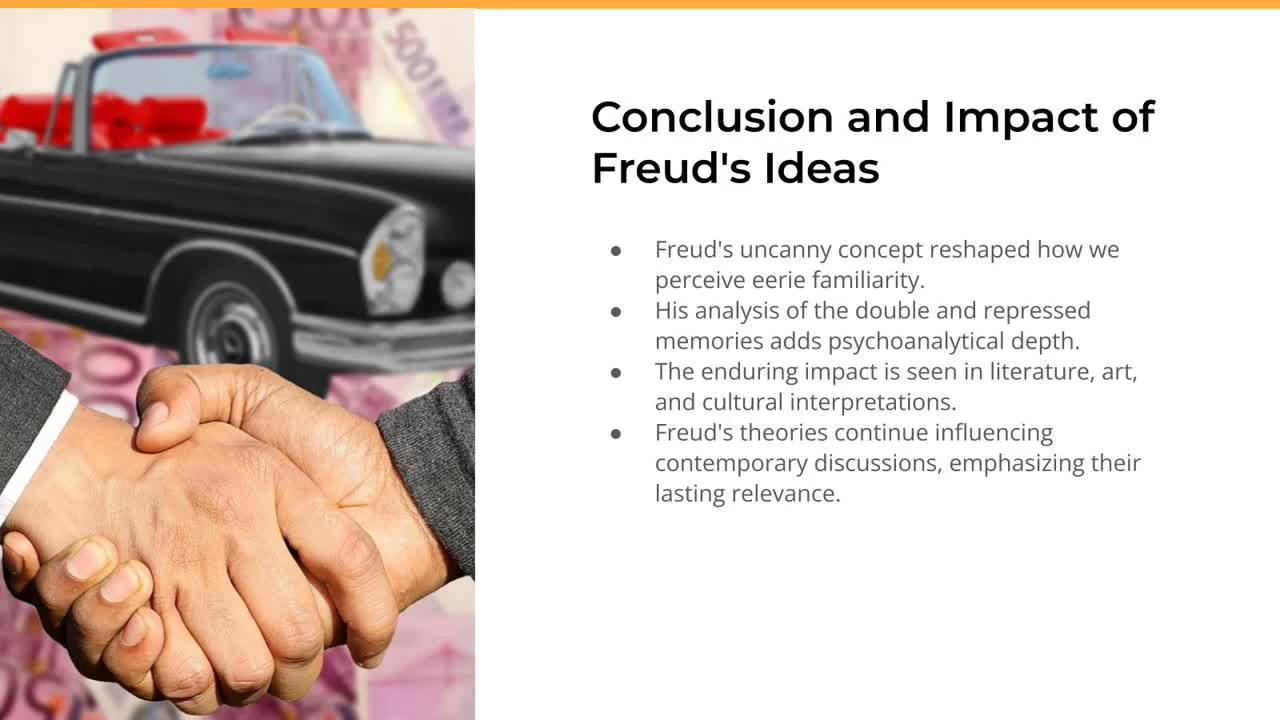 500
Conclusion and Impact of
Freud's Ideas
● Freud's uncanny concept reshaped how we
perceive eerie familiarity.
● His analysis of the double and repressed
memories adds psychoanalytical depth.
● The enduring impact is seen in literature, art,
and cultural interpretations.
● Freud's theories continue influencing
contemporary discussions, emphasizing their
lasting relevance.